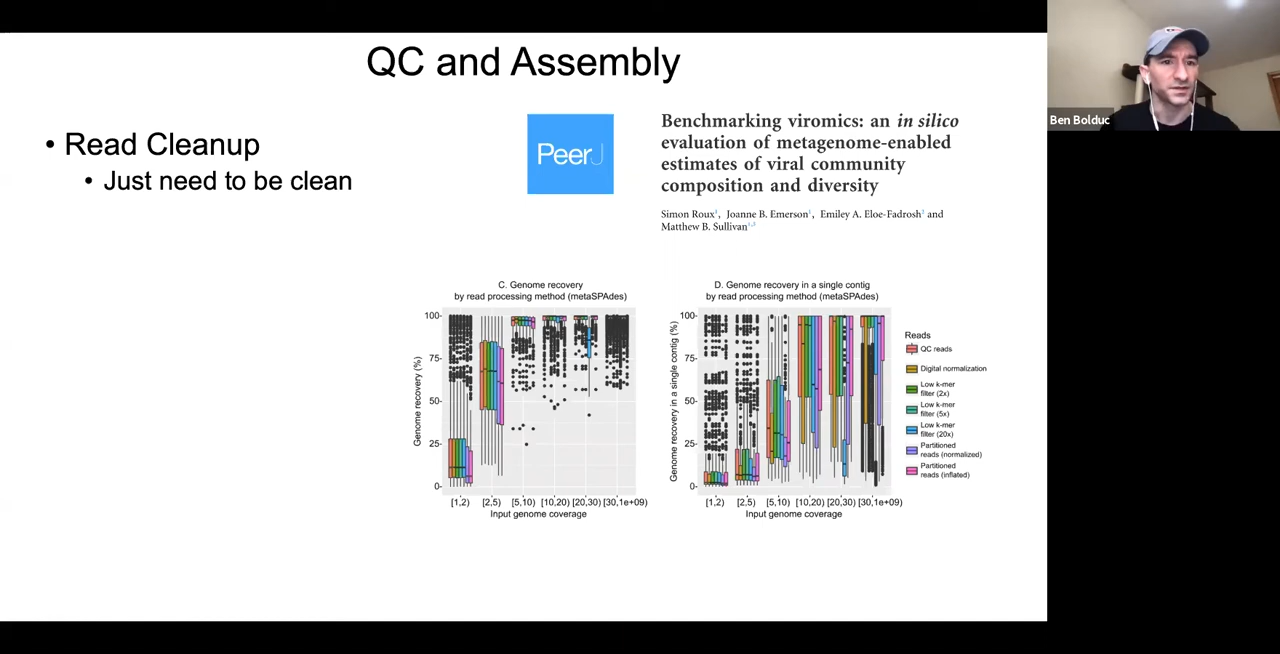 QC and Assembly
• Read Cleanup
• Just need to be clean
PeerJ
Benchmarking viromics: an in silico
evaluation of metagenome-enabled
estimates of viral community
composition and diversity
Simon Roux¹, Joanne B. Emerson¹, Emiley A. Eloe-Fadrosh² and
Matthew B. Sullivan¹,³
Ben Bolduc
C. Genome recovery
by read processing method (metaSPAdes)
Genome recovery (%)
100
75
50
25
0
[1,2) [2,5) [5,10) [10,20) [20,30) [30,1e+09)
Input genome coverage
D. Genome recovery in a single contig
by read processing method (metaSPAdes)
Genome recovery in a single contig (%)
100
75
50
25
0
[1,2) [2,5) [5,10) [10,20) [20,30) [30,1e+09)
Input genome coverage
Reads
QC reads
Digital normalization
Low k-mer
filter (2x)
Low k-mer
filter (5x)
Low k-mer
filter (20x)
Partitioned
reads (normalized)
Partitioned
reads (inflated)